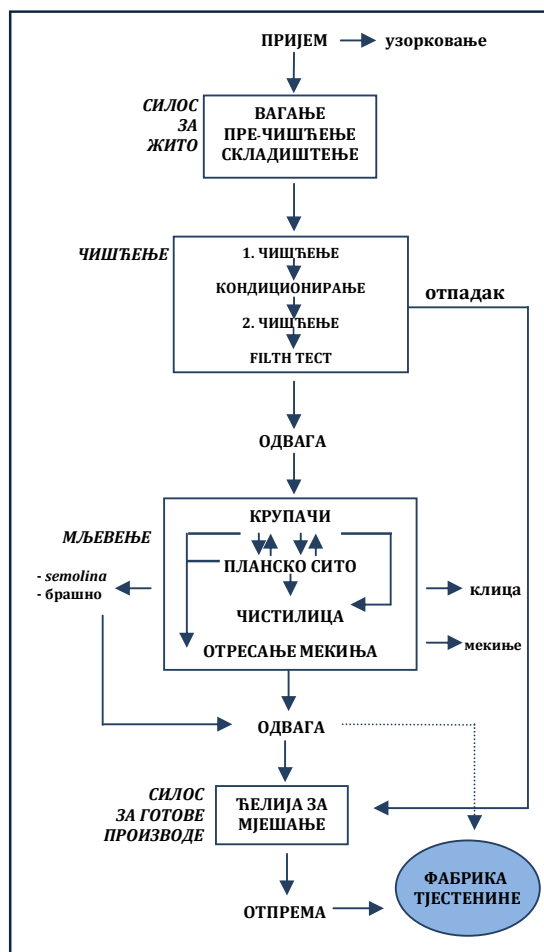 ПРИЈЕМ
узорковање
СИЛОС
ЗА
ЖИТО
ВАГАЊЕ
ПРЕ-ЧИШЋЕЊЕ
СКЛАДИШТЕЊЕ
ЧИШЋЕЊЕ
1. ЧИШЋЕЊЕ
КОНДИЦИОНИРАЊЕ
2. ЧИШЋЕЊЕ
FILTH ТЕСТ
отпадак
ОДВАГА
МЉЕВЕЊЕ
КРУПАЧИ
ПЛАНСКО СИТО
ЧИСТИЛИЦА
ОТРЕСАЊЕ МЕКИЊА
- semolina
- брашно
клица
мекиње
ОДВАГА
СИЛОС
ЗА ГОТОВЕ
ПРОИЗВОДЕ
ЋЕЛИЈА ЗА
МЈЕШАЊЕ
ОТПРЕМА
ФАБРИКА
ТЈЕСТЕНИНЕ